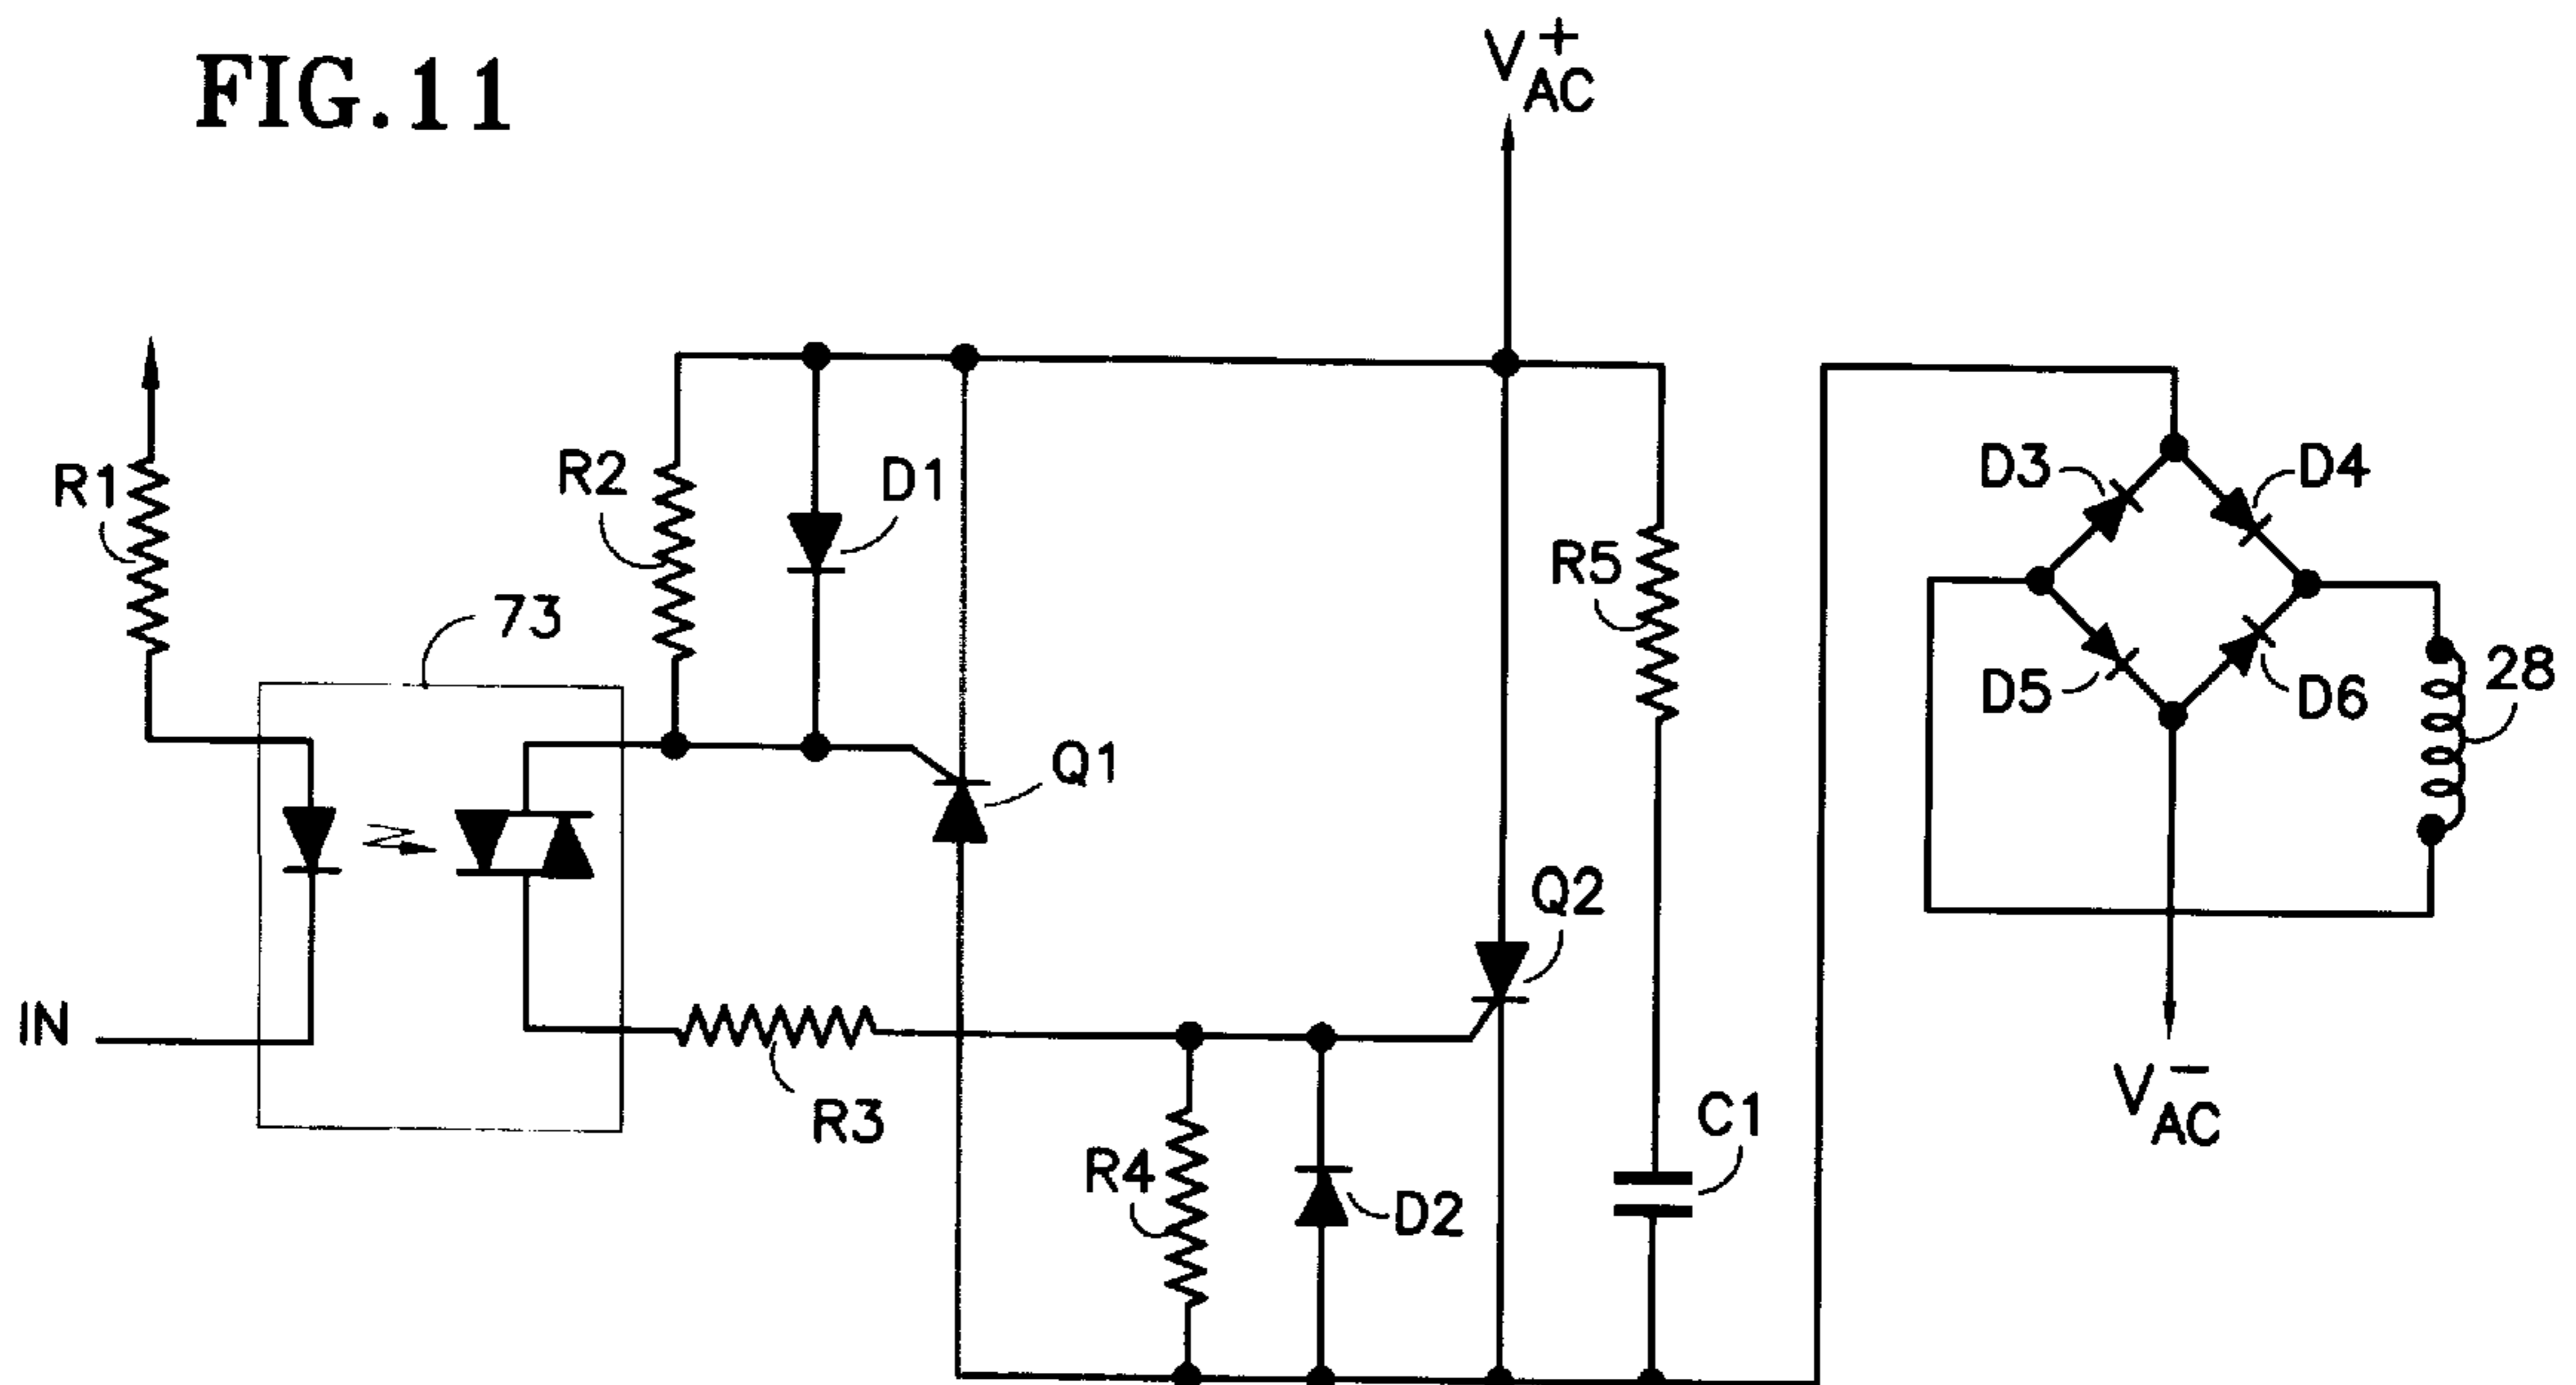 FIG.11
V+AC
R1
R2
D1
D3
D4
R5
73
28
D5
D6
Q1
Q2
IN
R3
V−AC
C1
R4
D2